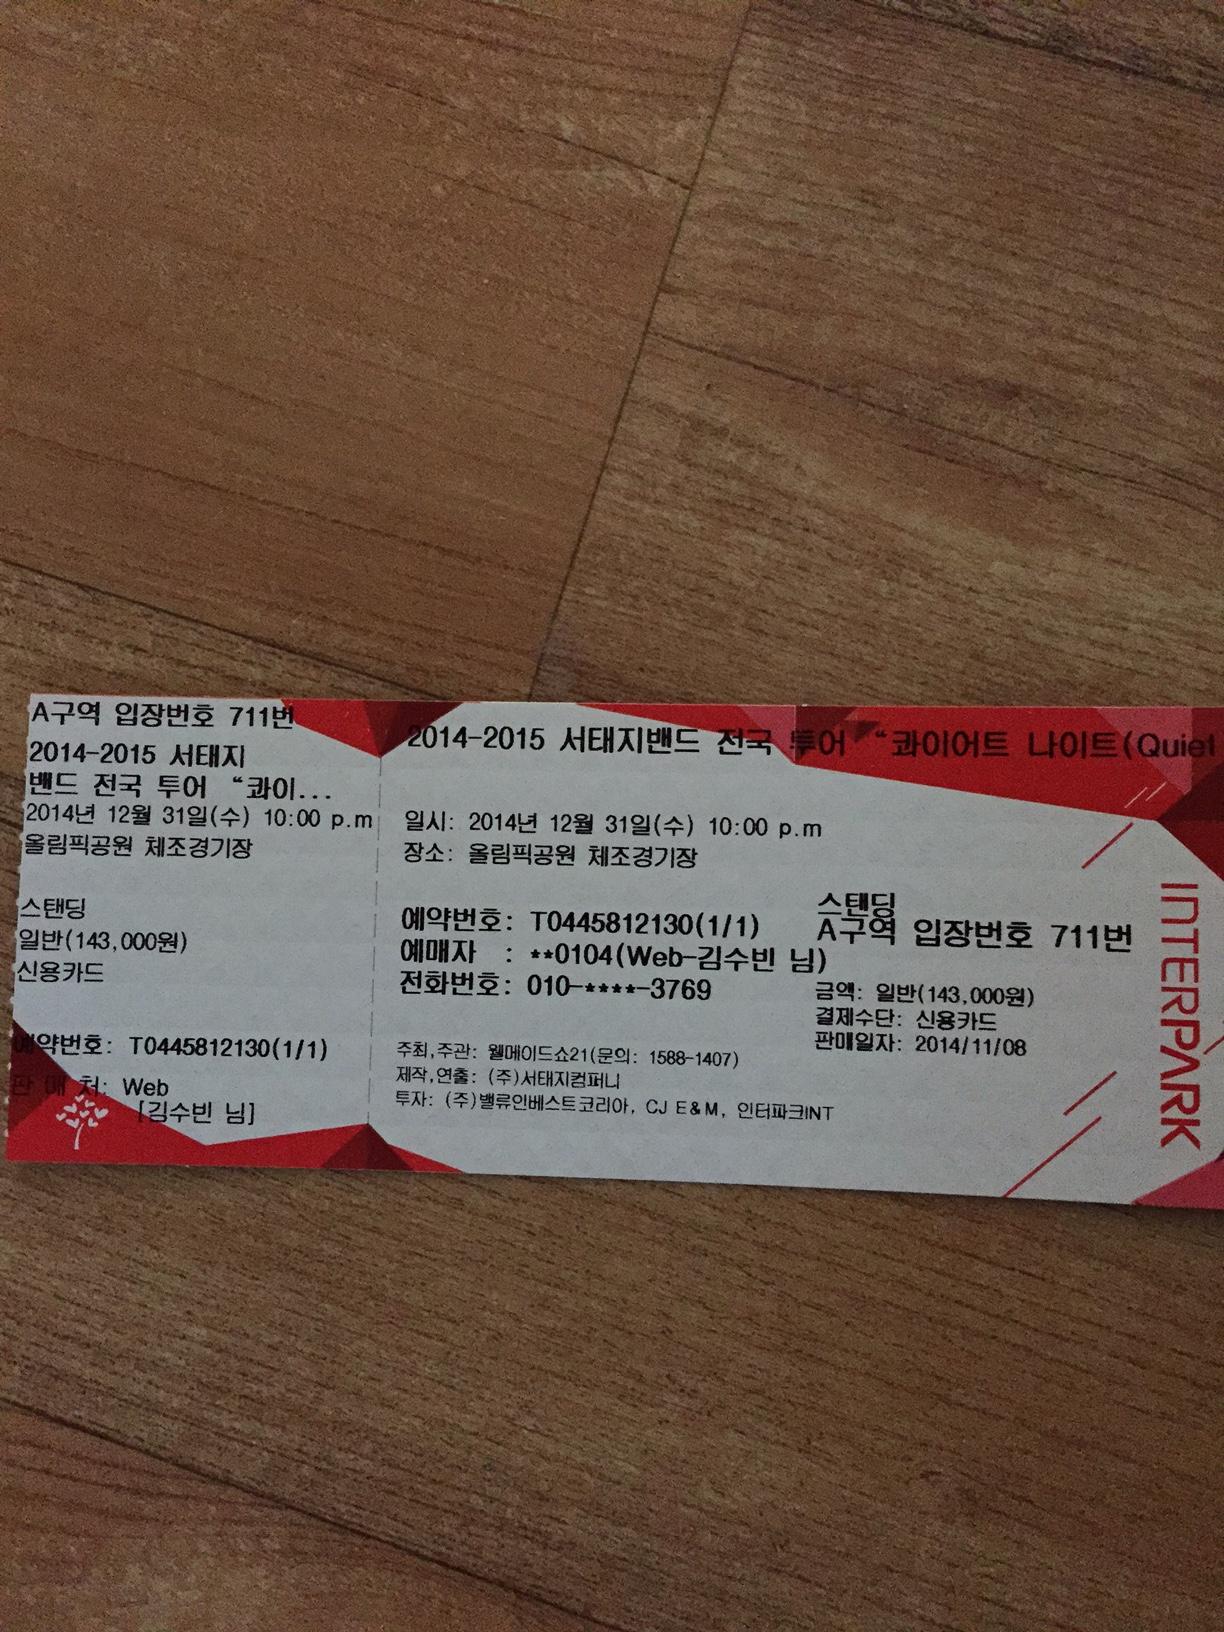 A구역 입장번호 711번
2014-2015 서태지
밴드 전국 투어 “콰이...
2014년 12월 31일(수) 10:00 p.m
올림픽공원 체조경기장
스탠딩
일반(143,000원)
신용카드
예약번호: T0445812130(1/1)
판 매 처: Web
[김수빈 님]
2014-2015 서태지밴드 전국 투어 “콰이어트 나이트(Quiet
일시: 2014년 12월 31일(수) 10:00 p.m
장소: 올림픽공원 체조경기장
예약번호: T0445812130(1/1)
예매자 : **0104(Web-김수빈 님)
전화번호: 010-****-3769
스탠딩
A구역 입장번호 711번
금액: 일반(143,000원)
결제수단: 신용카드
판매일자: 2014/11/08
주최,주관: 웰메이드쇼21(문의: 1588-1407)
제작,연출: (주)서태지컴퍼니
투자: (주)밸류인베스트코리아, CJ E&M, 인터파크INT
INTERPARK